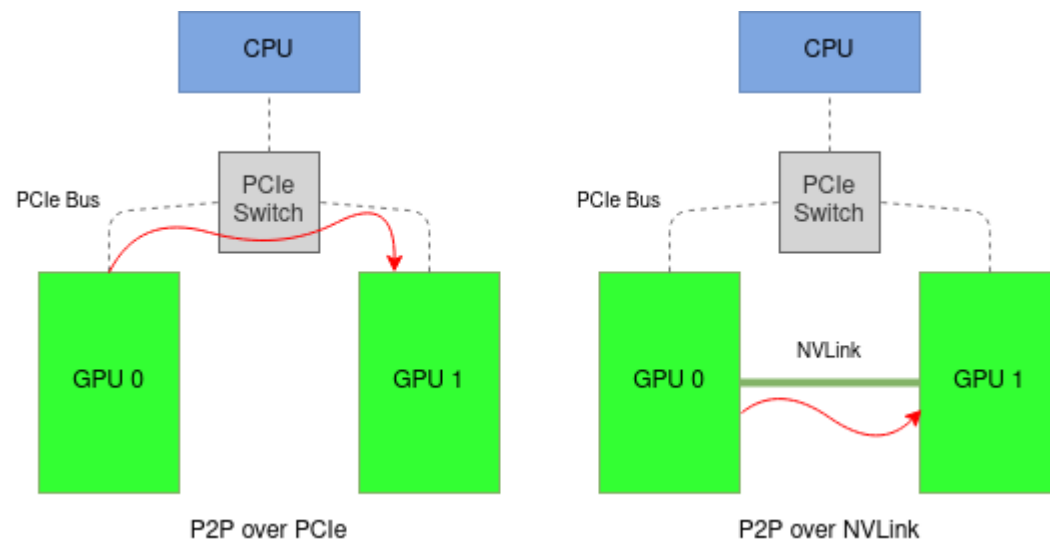 CPU
PCIe
Switch
PCIe Bus
GPU 0
GPU 1
P2P over PCIe
CPU
PCIe
Switch
PCIe Bus
NVLink
GPU 0
GPU 1
P2P over NVLink